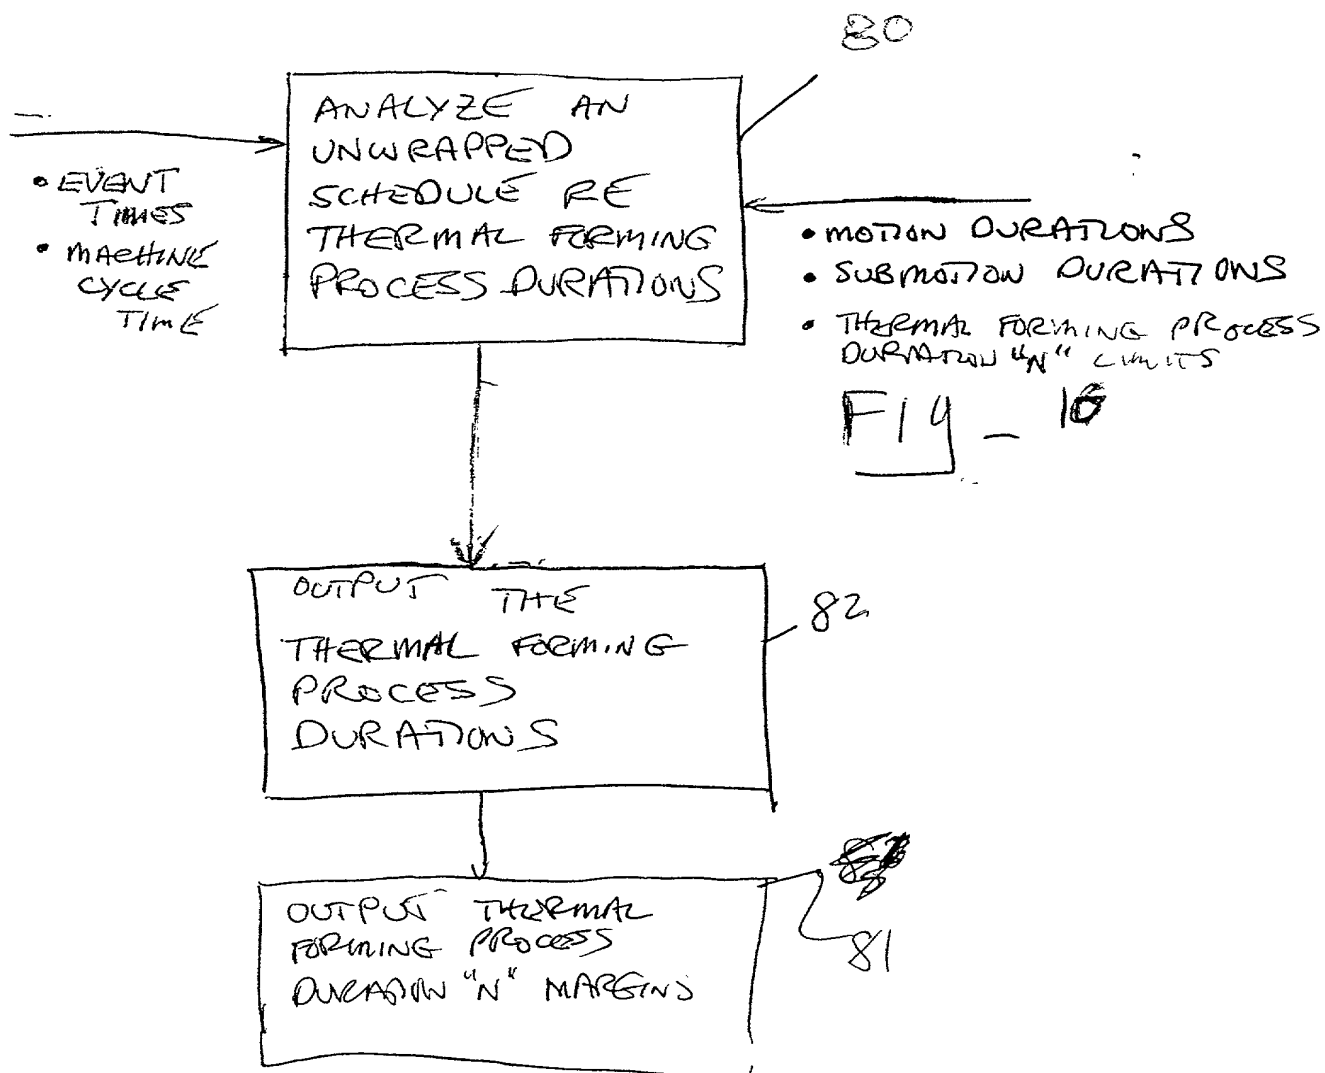 80
ANALYZE AN
UNWRAPPED
SCHEDULE RE
THERMAL FORMING
PROCESS DURATIONS
• EVENT
TIMES
• MACHINE
CYCLE
TIME
• MOTION DURATIONS
• SUBMOTION DURATIONS
• THERMAL FORMING PROCESS
DURATION "N" LIMITS
Fig - 10
OUTPUT THE
THERMAL FORMING
PROCESS
DURATIONS
82
OUTPUT THERMAL
FORMING PROCESS
DURATION "N" MARGINS
81